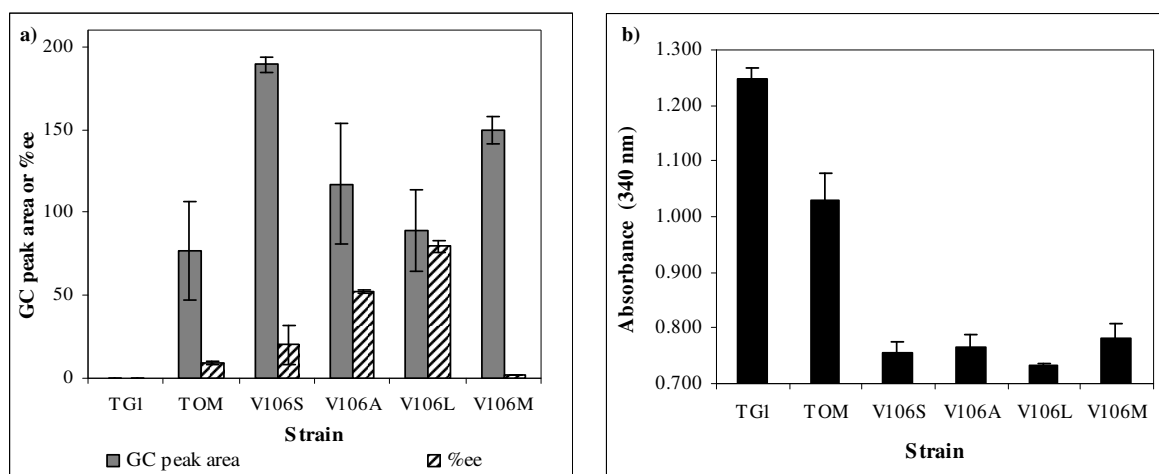 a)
200
150
100
50
0
GC peak area or %ee
TG1 TOM V106S V106A V106L V106M
Strain
GC peak area %ee
b)
1.300
1.200
1.100
1.000
0.900
0.800
0.700
Absorbance (340 nm)
TG1 TOM V106S V106A V106L V106M
Strain